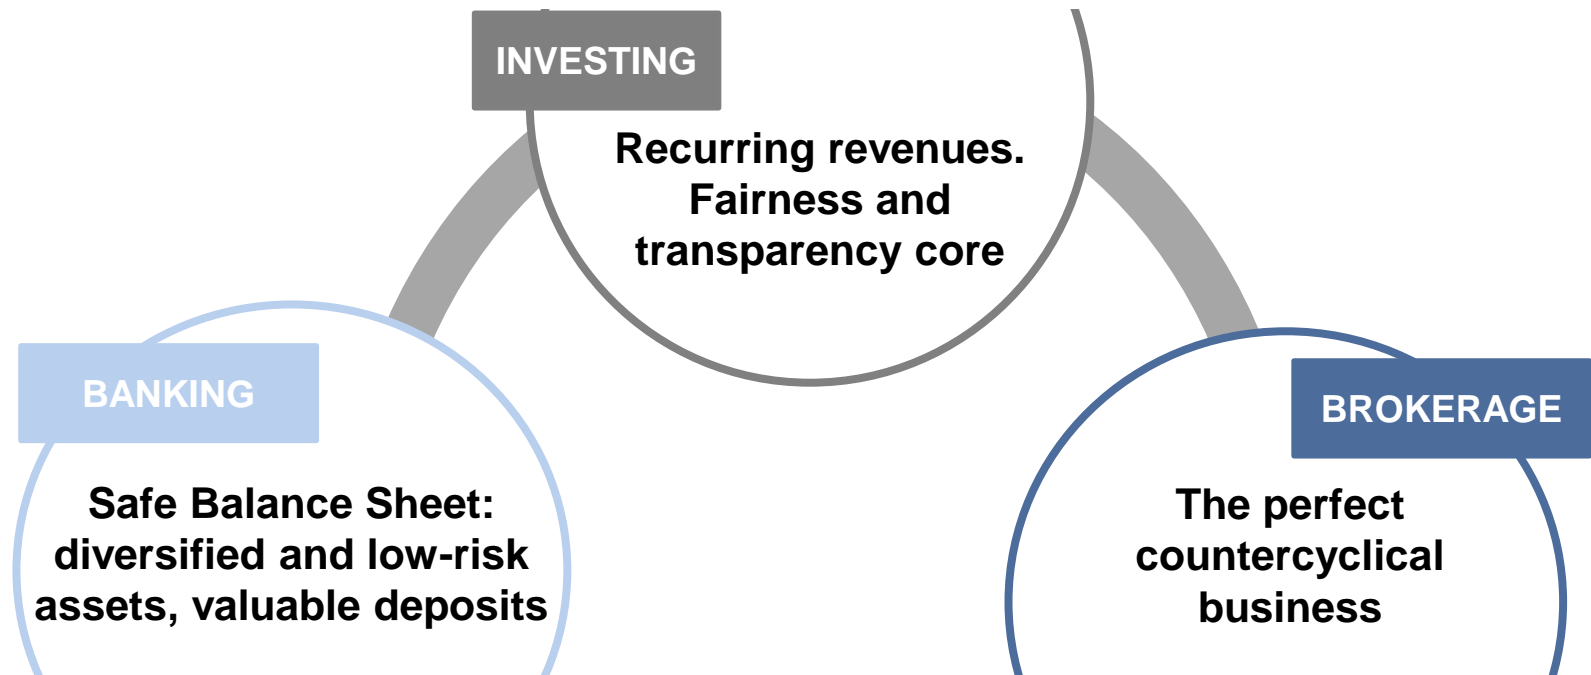 INVESTING
Recurring revenues.
Fairness and
transparency core
BANKING
Safe Balance Sheet:
diversified and low-risk
assets, valuable deposits
BROKERAGE
The perfect
countercyclical
business